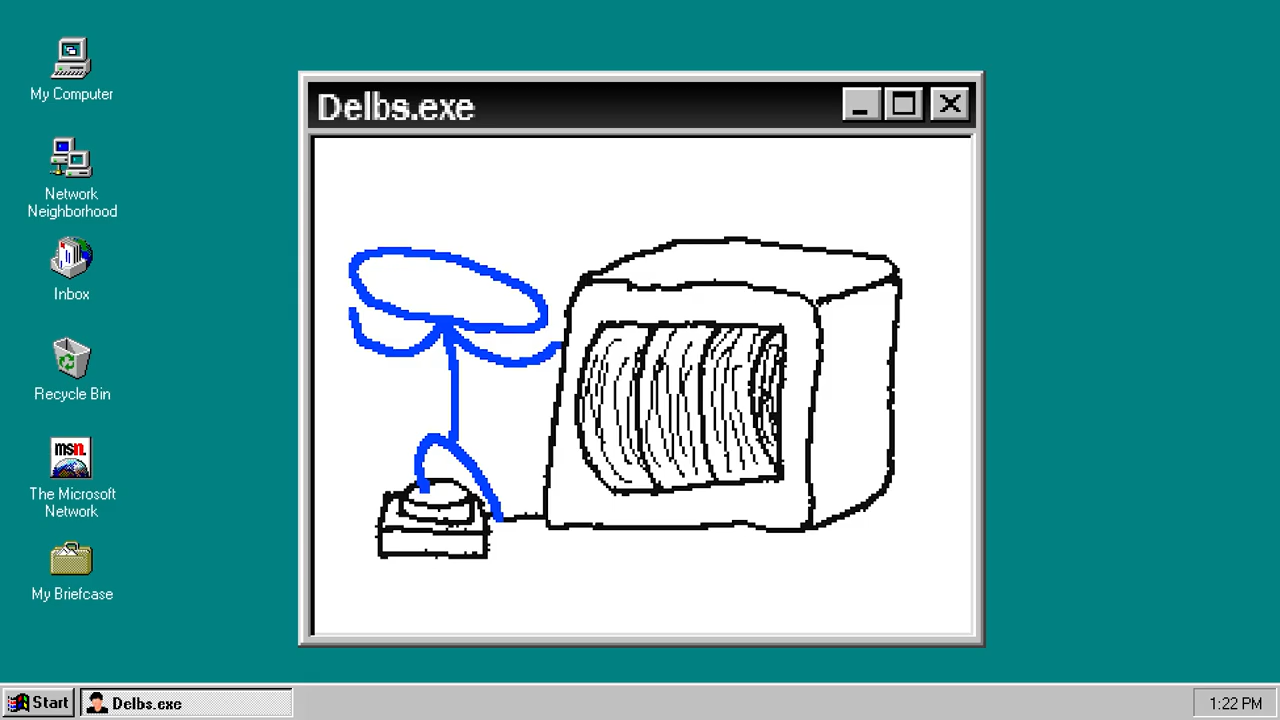 My Computer
Network
Neighborhood
Inbox
Recycle Bin
msn.
The Microsoft
Network
My Briefcase
Delbs.exe
Start
Delbs.exe
1:22 PM